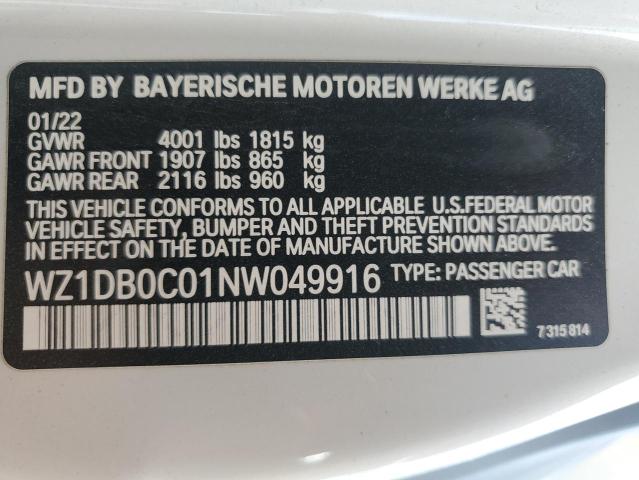 MFD BY BAYERISCHE MOTOREN WERKE AG
01/22
GVWR 4001 lbs 1815 kg
GAWR FRONT 1907 lbs 865 kg
GAWR REAR 2116 lbs 960 kg
THIS VEHICLE CONFORMS TO ALL APPLICABLE U.S.FEDERAL MOTOR
VEHICLE SAFETY, BUMPER AND THEFT PREVENTION STANDARDS
IN EFFECT ON THE DATE OF MANUFACTURE SHOWN ABOVE.
WZ1DB0C01NW049916 TYPE: PASSENGER CAR
7 315 814